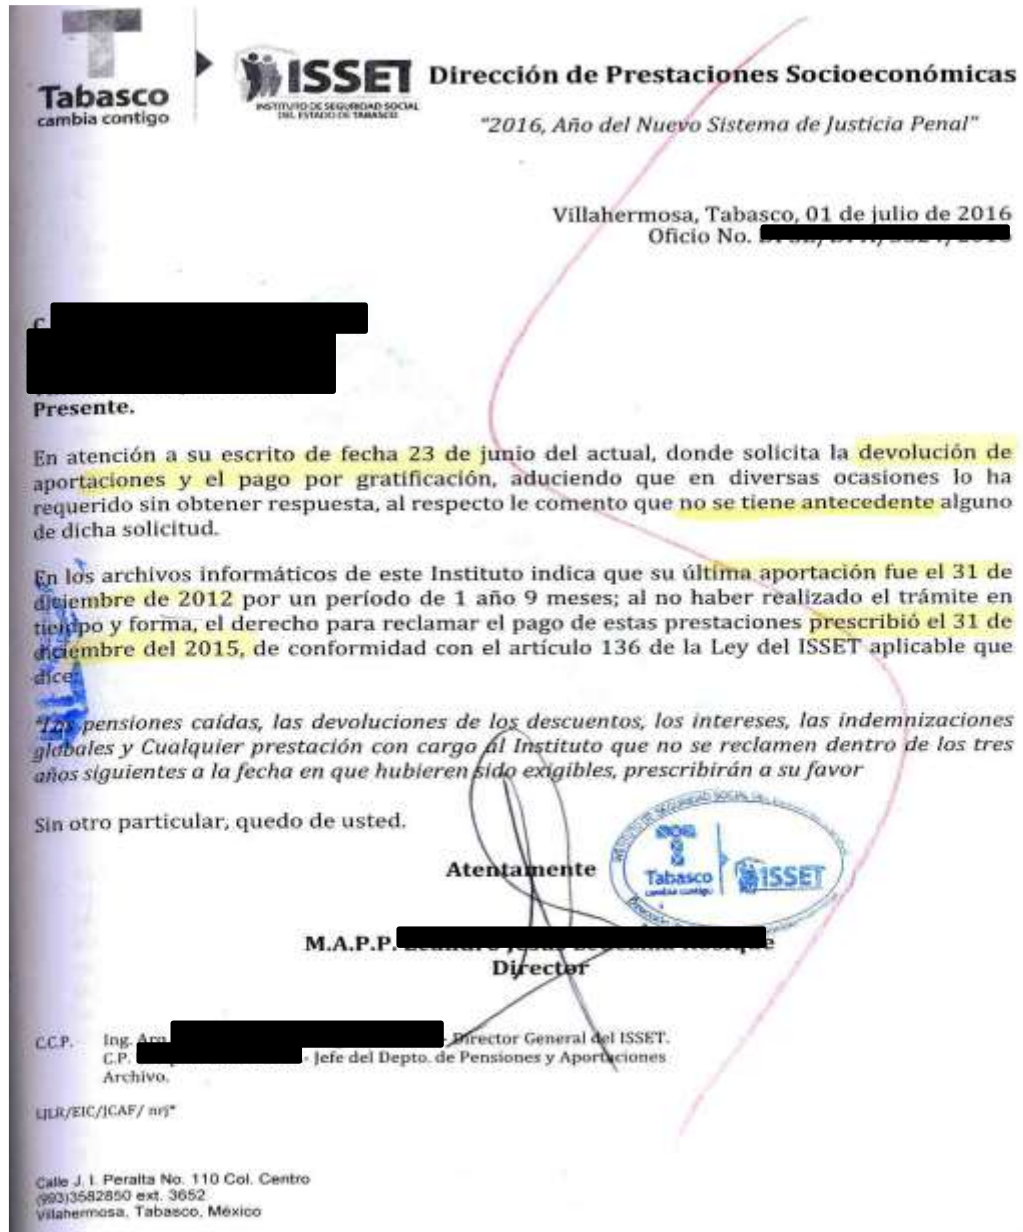 Tabasco
cambia contigo
ISSET
INSTITUTO DE SEGURIDAD SOCIAL
DEL ESTADO DE TABASCO
Dirección de Prestaciones Socioeconómicas
"2016, Año del Nuevo Sistema de Justicia Penal"
Villahermosa, Tabasco, 01 de julio de 2016
Oficio No.
C
Presente.
En atención a su escrito de fecha 23 de junio del actual, donde solicita la devolución de
aportaciones y el pago por gratificación, aduciendo que en diversas ocasiones lo ha
requerido sin obtener respuesta, al respecto le comento que no se tiene antecedente alguno
de dicha solicitud.
En los archivos informáticos de este Instituto indica que su última aportación fue el 31 de
diciembre de 2012 por un período de 1 año 9 meses; al no haber realizado el trámite en
tiempo y forma, el derecho para reclamar el pago de estas prestaciones prescribió el 31 de
diciembre del 2015, de conformidad con el artículo 136 de la Ley del ISSET aplicable que
dice:
"Las pensiones caídas, las devoluciones de los descuentos, los intereses, las indemnizaciones
globales y Cualquier prestación con cargo al Instituto que no se reclamen dentro de los tres
años siguientes a la fecha en que hubieren sido exigibles, prescribirán a su favor
Sin otro particular, quedo de usted.
Atentamente
INSTITUTO DE SEGURIDAD SOCIAL DEL
Tabasco
cambia contigo
ISSET
M.A.P.P.
Director
C.C.P. Ing. Arq - Director General del ISSET.
C.P. - Jefe del Depto. de Pensiones y Aportaciones
Archivo.
LJLR/EIC/JCAF/ nrj*
Calle J. I. Peralta No. 110 Col. Centro
(993)3582850 ext. 3652
Villahermosa, Tabasco, México